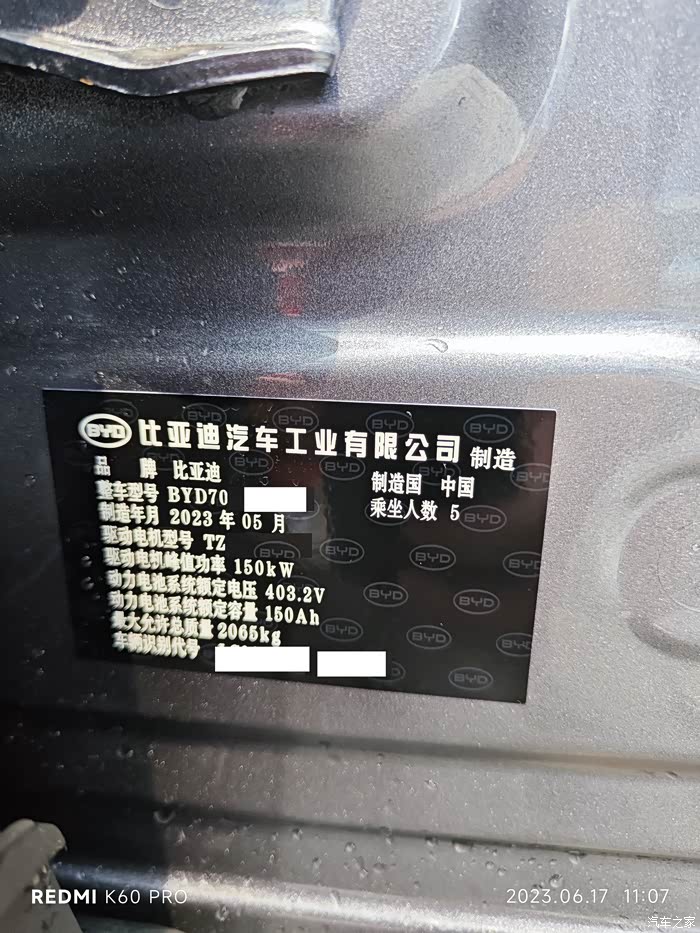 BYD 比亚迪汽车工业有限公司 制造
品 牌 比亚迪
制造国 中国
整车型号 BYD70
乘坐人数 5
制造年月 2023 年 05 月
驱动电机型号 TZ
驱动电机峰值功率 150kW
动力电池系统额定电压 403.2V
动力电池系统额定容量 150Ah
最大允许总质量 2065kg
车辆识别代号
REDMI K60 PRO
2023.06.17 11:07
汽车之家